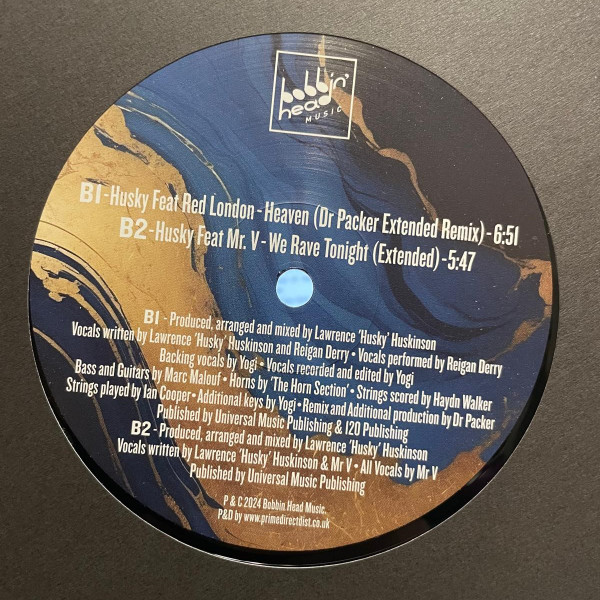 bobbin'
head
MUSIC
B1-Husky Feat Red London-Heaven (Dr Packer Extended Remix)-6:51
B2-Husky Feat Mr. V-We Rave Tonight (Extended)-5:47
B1 - Produced, arranged and mixed by Lawrence 'Husky' Huskinson
Vocals written by Lawrence 'Husky' Huskinson and Reigan Derry • Vocals performed by Reigan Derry
Backing vocals by Yogi • Vocals recorded and edited by Yogi
Bass and Guitars by Marc Malouf • Horns by 'The Horn Section' • Strings scored by Haydn Walker
Strings played by Ian Cooper • Additional keys by Yogi • Remix and Additional production by Dr Packer
Published by Universal Music Publishing & 120 Publishing
B2 - Produced, arranged and mixed by Lawrence 'Husky' Huskinson
Vocals written by Lawrence 'Husky' Huskinson & Mr V • All Vocals by Mr V
Published by Universal Music Publishing
P & C 2024 Bobbin Head Music.
P&D by www.primedirectdist.co.uk